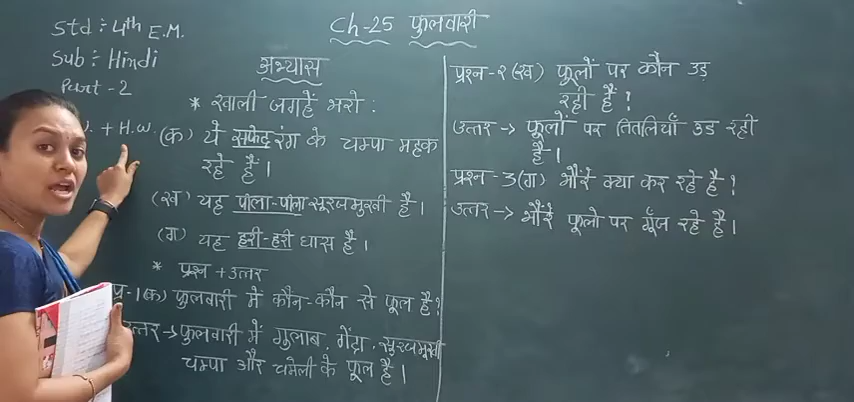 Std :- 4th E.M.
Ch-25 फुलवारी
Sub :- Hindi
Part - 2
+ H.W.
अभ्यास
* खाली जगहें भरो :
(क) ये सफेद रंग के चम्पा महक
रहे है।
(ख) यह पीला-पीला सूरजमुखी है।
(ग) यह हरी-हरी घास है।
* प्रश्न + उत्तर
प्र-1 (क) फुलवारी में कौन-कौन से फूल है?
उत्तर → फुलवारी में गुलाब, गेंदा, सूरजमुखी
चम्पा और चमेली के फूल है।
प्रश्न-२ (ख) फूलों पर कौन उड़
रही है?
उत्तर → फूलों पर तितलियाँ उड रही
है।
प्रश्न-3 (ग) भौंरे क्या कर रहे है?
उत्तर → भौंरे फूलो पर गूँज रहे है।